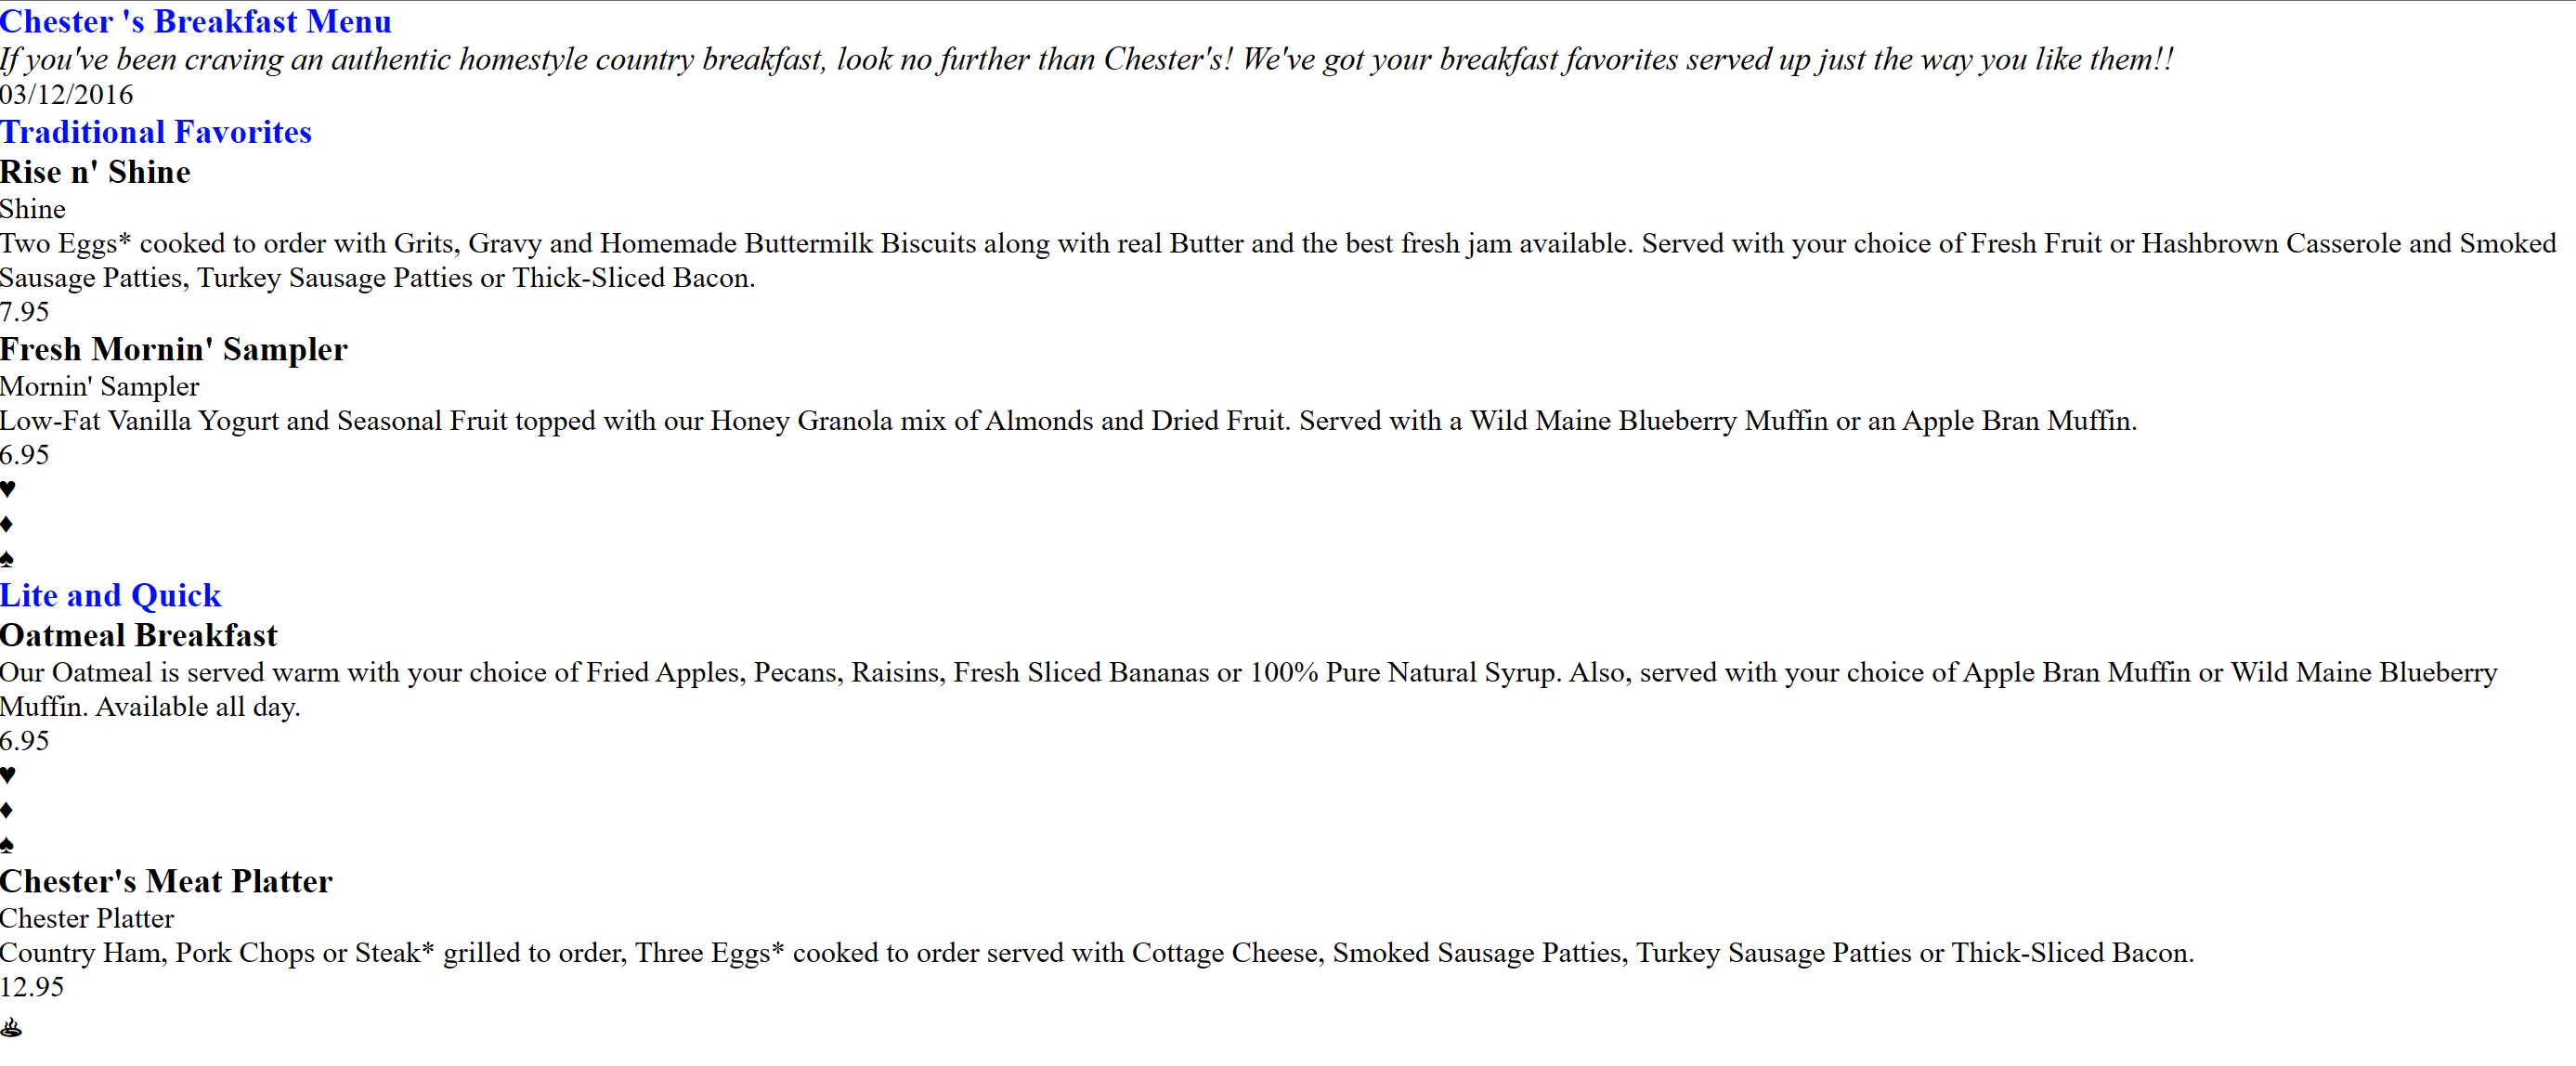 Chester 's Breakfast Menu
If you've been craving an authentic homestyle country breakfast, look no further than Chester's! We've got your breakfast favorites served up just the way you like them!!
03/12/2016
Traditional Favorites
Rise n' Shine
Shine
Two Eggs* cooked to order with Grits, Gravy and Homemade Buttermilk Biscuits along with real Butter and the best fresh jam available. Served with your choice of Fresh Fruit or Hashbrown Casserole and Smoked
Sausage Patties, Turkey Sausage Patties or Thick-Sliced Bacon.
7.95
Fresh Mornin' Sampler
Mornin' Sampler
Low-Fat Vanilla Yogurt and Seasonal Fruit topped with our Honey Granola mix of Almonds and Dried Fruit. Served with a Wild Maine Blueberry Muffin or an Apple Bran Muffin.
6.95
♥
♦
♠
Lite and Quick
Oatmeal Breakfast
Our Oatmeal is served warm with your choice of Fried Apples, Pecans, Raisins, Fresh Sliced Bananas or 100% Pure Natural Syrup. Also, served with your choice of Apple Bran Muffin or Wild Maine Blueberry
Muffin. Available all day.
6.95
♥
♦
♠
Chester's Meat Platter
Chester Platter
Country Ham, Pork Chops or Steak* grilled to order, Three Eggs* cooked to order served with Cottage Cheese, Smoked Sausage Patties, Turkey Sausage Patties or Thick-Sliced Bacon.
12.95
♨